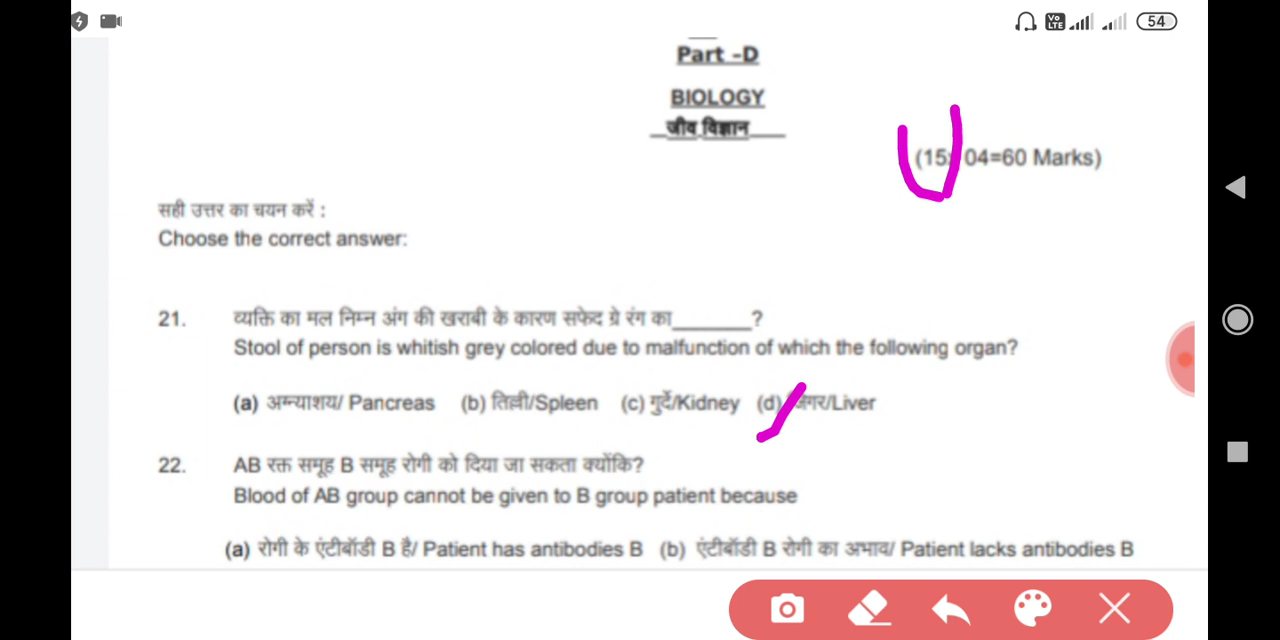 54
Part -D
BIOLOGY
जीव विज्ञान
(15 04=60 Marks)
सही उत्तर का चयन करें :
Choose the correct answer:
21. व्यक्ति का मल निम्न अंग की खराबी के कारण सफेद ग्रे रंग का________?
Stool of person is whitish grey colored due to malfunction of which the following organ?
(a) अग्न्याशय/ Pancreas (b) तिल्ली/Spleen (c) गुर्दे/Kidney (d) जिगर/Liver
22. AB रक्त समूह B समूह रोगी को दिया जा सकता क्योंकि?
Blood of AB group cannot be given to B group patient because
(a) रोगी के एंटीबॉडी B है/ Patient has antibodies B (b) एंटीबॉडी B रोगी का अभाव/ Patient lacks antibodies B